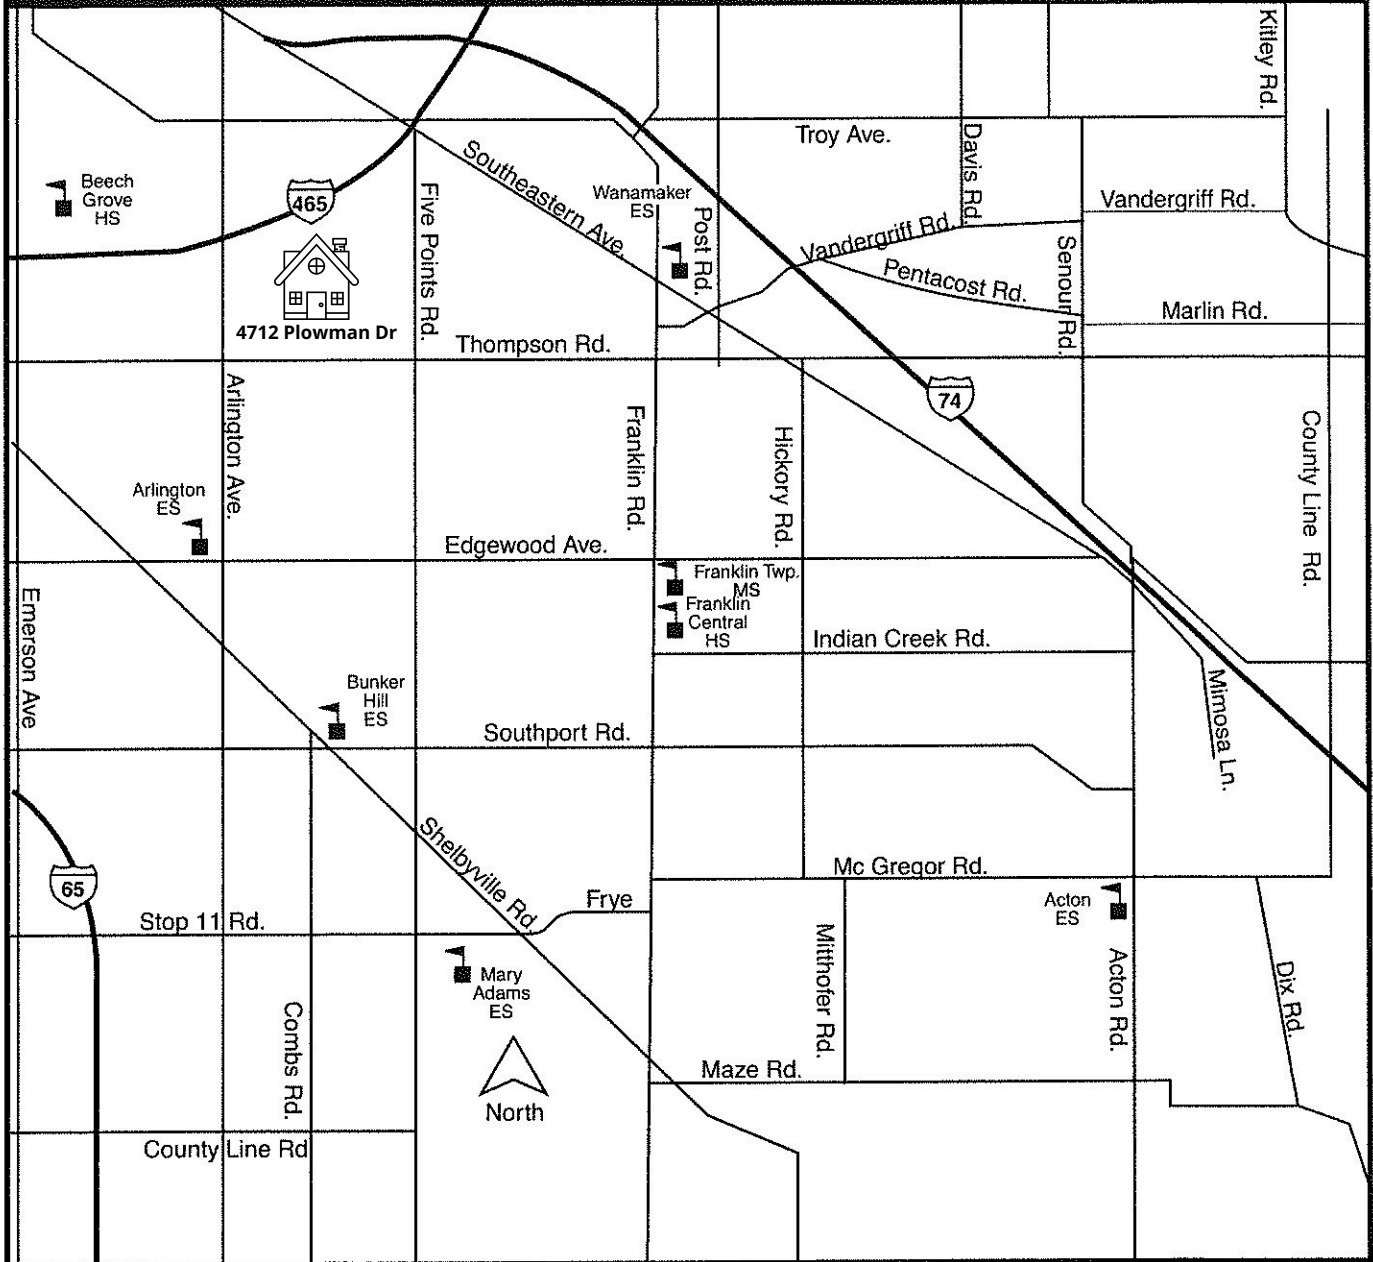 Kitley Rd.
Troy Ave.
Davis Rd.
Beech
Grove
HS
465
Southeastern Ave.
Wanamaker
ES
Post Rd.
Five Points Rd.
Vandergriff Rd.
Vandergriff Rd.
Pentacost Rd.
Senour Rd.
Marlin Rd.
4712 Plowman Dr
Thompson Rd.
Arlington Ave.
74
Franklin Rd.
Hickory Rd.
County Line Rd.
Arlington
ES
Edgewood Ave.
Franklin Twp.
MS
Franklin
Central
HS
Emerson Ave
Indian Creek Rd.
Bunker
Hill
ES
Mimosa Ln.
Southport Rd.
Shelbyville Rd.
65
Mc Gregor Rd.
Frye
Acton
ES
Stop 11 Rd.
Mitthofer Rd.
Acton Rd.
Dix Rd.
Mary
Adams
ES
Combs Rd.
Maze Rd.
North
County Line Rd